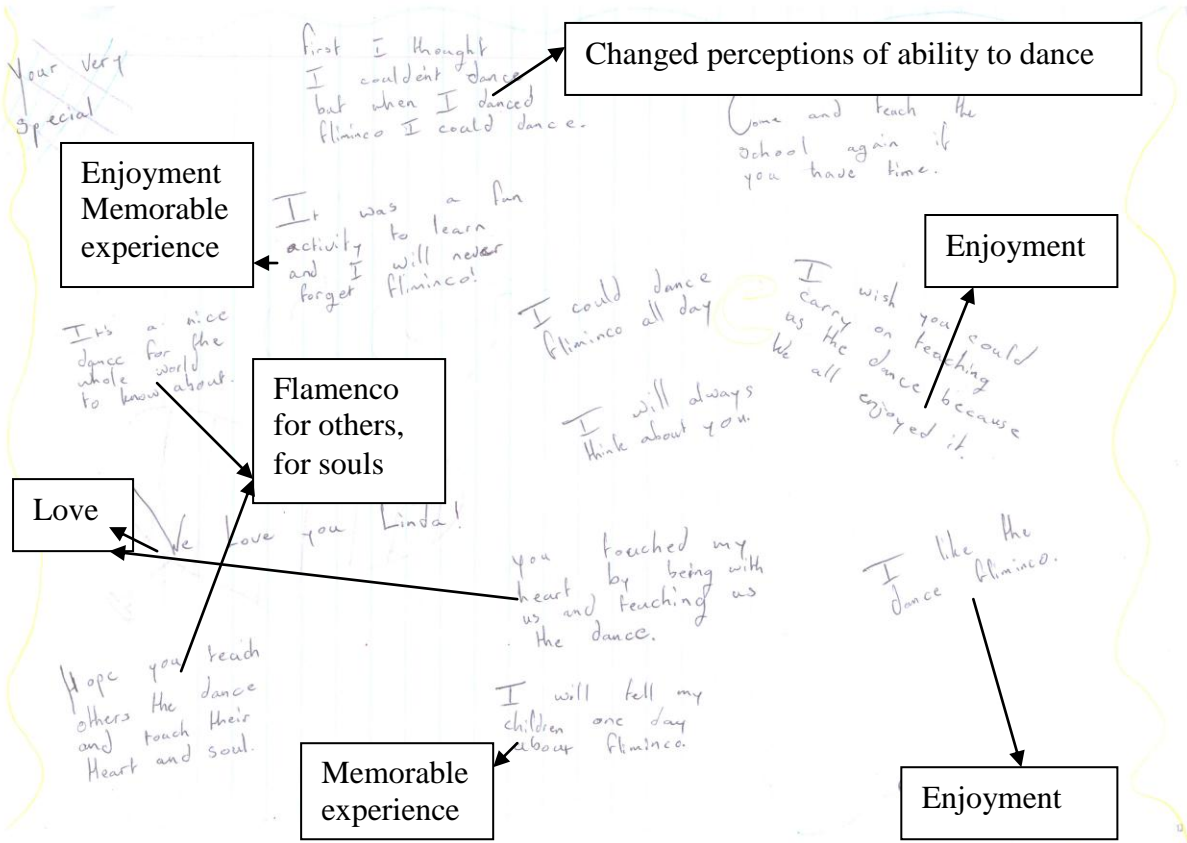 Your very
special
first I thought
I couldent dance
but when I danced
fliminco I could dance.
Changed perceptions of ability to dance
Come and teach the
school again if
you have time.
Enjoyment
Memorable
experience
It was a fun
activity to learn
and I will never
forget fliminco!
Enjoyment
I could dance
fliminco all day
I wish you could
carry on teaching
us the dance because
We all enjoyed it.
It's a nice
dance for the
whole world
to know about.
Flamenco
for others,
for souls
I will always
think about you.
Love
We Love you Linda!
you touched my
heart by being with
us and teaching us
the dance.
I like the
dance fliminco.
Hope you teach
others the dance
and touch their
Heart and soul.
I will tell my
children one day
about fliminco.
Memorable
experience
Enjoyment